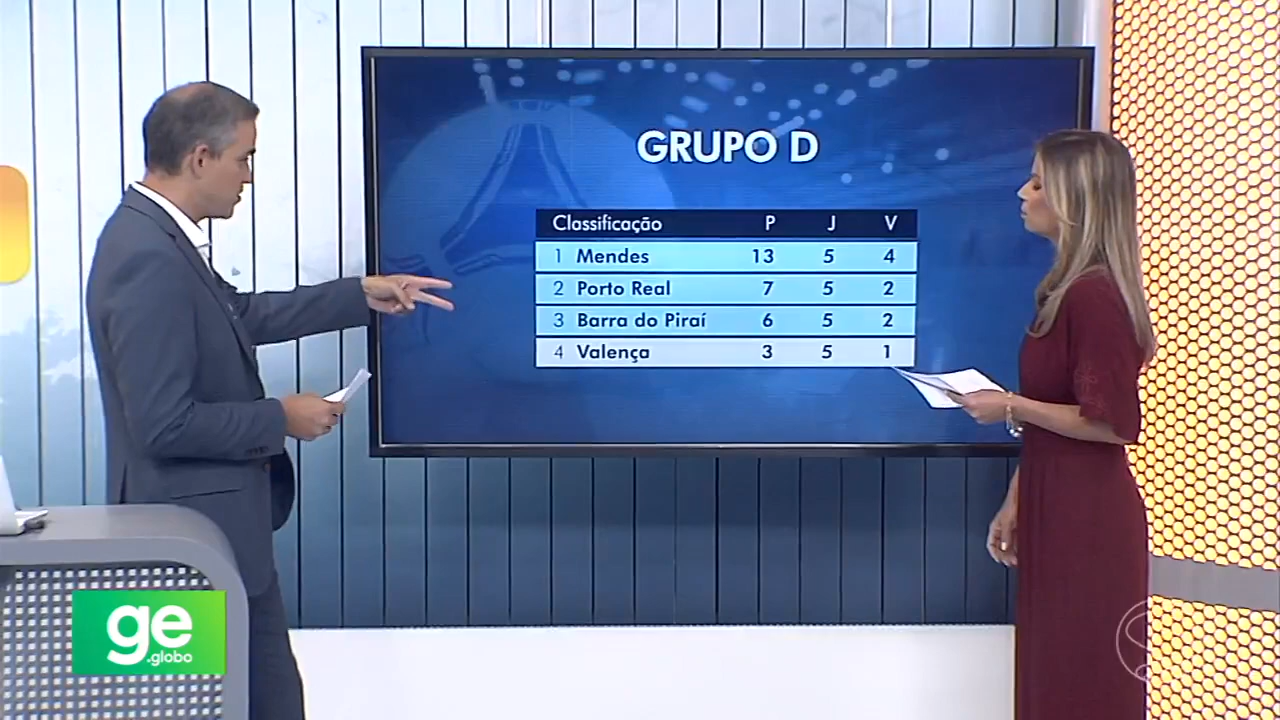 GRUPO D
Classificação P J V
1 Mendes 13 5 4
2 Porto Real 7 5 2
3 Barra do Piraí 6 5 2
4 Valença 3 5 1
ge
.globo